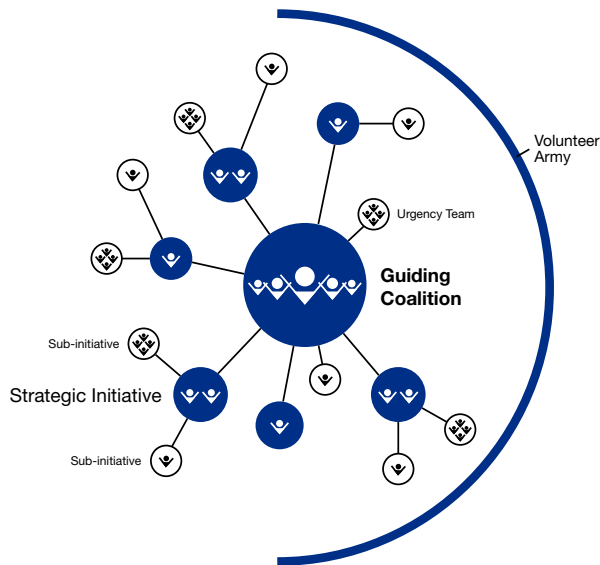 Volunteer
Army
Urgency Team
Guiding
Coalition
Sub-initiative
Strategic Initiative
Sub-initiative